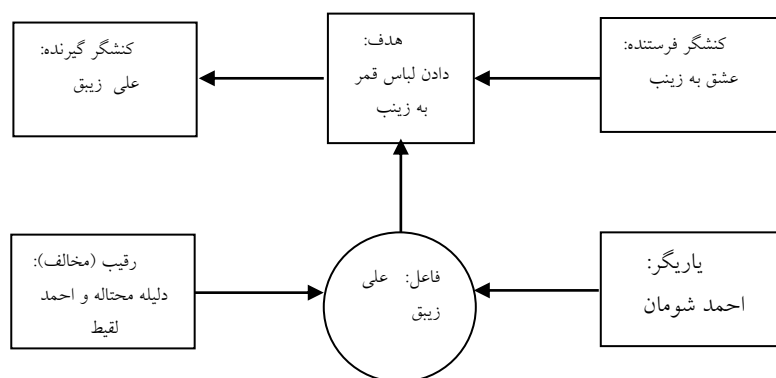 کنشگر فرستنده:
عشق به زینب
هدف:
دادن لباس قمر
به زینب
کنشگر گیرنده:
علی زیبق
یاریگر:
احمد شومان
فاعل: علی
زیبق
رقیب (مخالف):
دلیله محتاله و احمد
لقیط